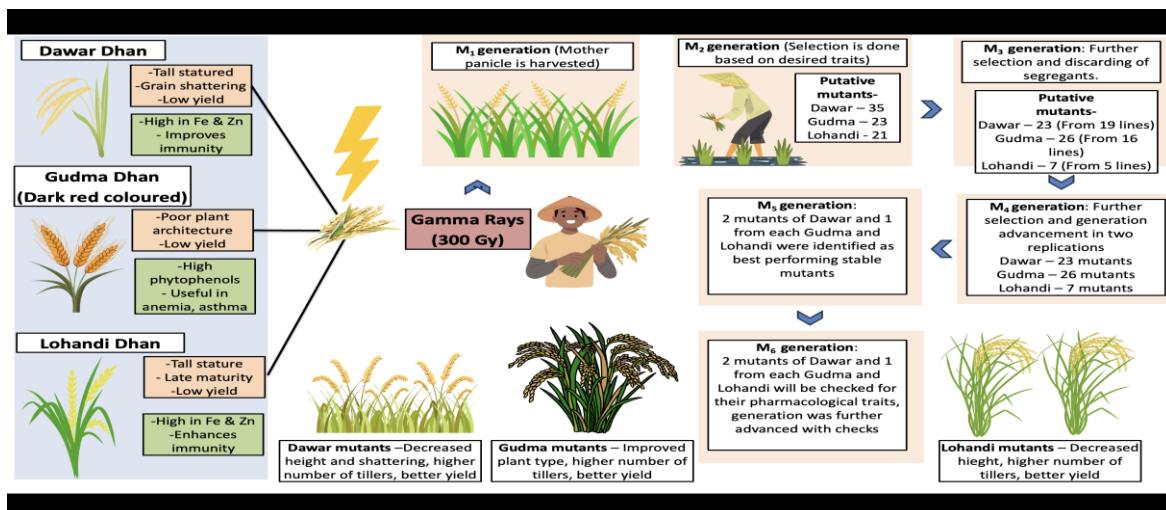 Dawar Dhan
-Tall statured
-Grain shattering
-Low yield
-High in Fe & Zn
- Improves
immunity
Gudma Dhan
(Dark red coloured)
-Poor plant
architecture
-Low yield
-High
phytophenols
- Useful in
anemia, asthma
Lohandi Dhan
-Tall stature
- Late maturity
-Low yield
-High in Fe & Zn
-Enhances
immunity
Gamma Rays
(300 Gy)
M₁ generation (Mother
panicle is harvested)
M₂ generation (Selection is done
based on desired traits)
Putative
mutants-
Dawar – 35
Gudma – 23
Lohandi - 21
M₃ generation: Further
selection and discarding of
segregants.
Putative
mutants-
Dawar – 23 (From 19 lines)
Gudma – 26 (From 16
lines)
Lohandi – 7 (From 5 lines)
M₄ generation: Further
selection and generation
advancement in two
replications
Dawar – 23 mutants
Gudma – 26 mutants
Lohandi – 7 mutants
M₅ generation:
2 mutants of Dawar and 1
from each Gudma and
Lohandi were identified as
best performing stable
mutants
M₆ generation:
2 mutants of Dawar and 1
from each Gudma and
Lohandi will be checked for
their pharmacological traits,
generation was further
advanced with checks
Dawar mutants –Decreased
height and shattering, higher
number of tillers, better yield
Gudma mutants – Improved
plant type, higher number of
tillers, better yield
Lohandi mutants – Decreased
hieght, higher number of
tillers, better yield